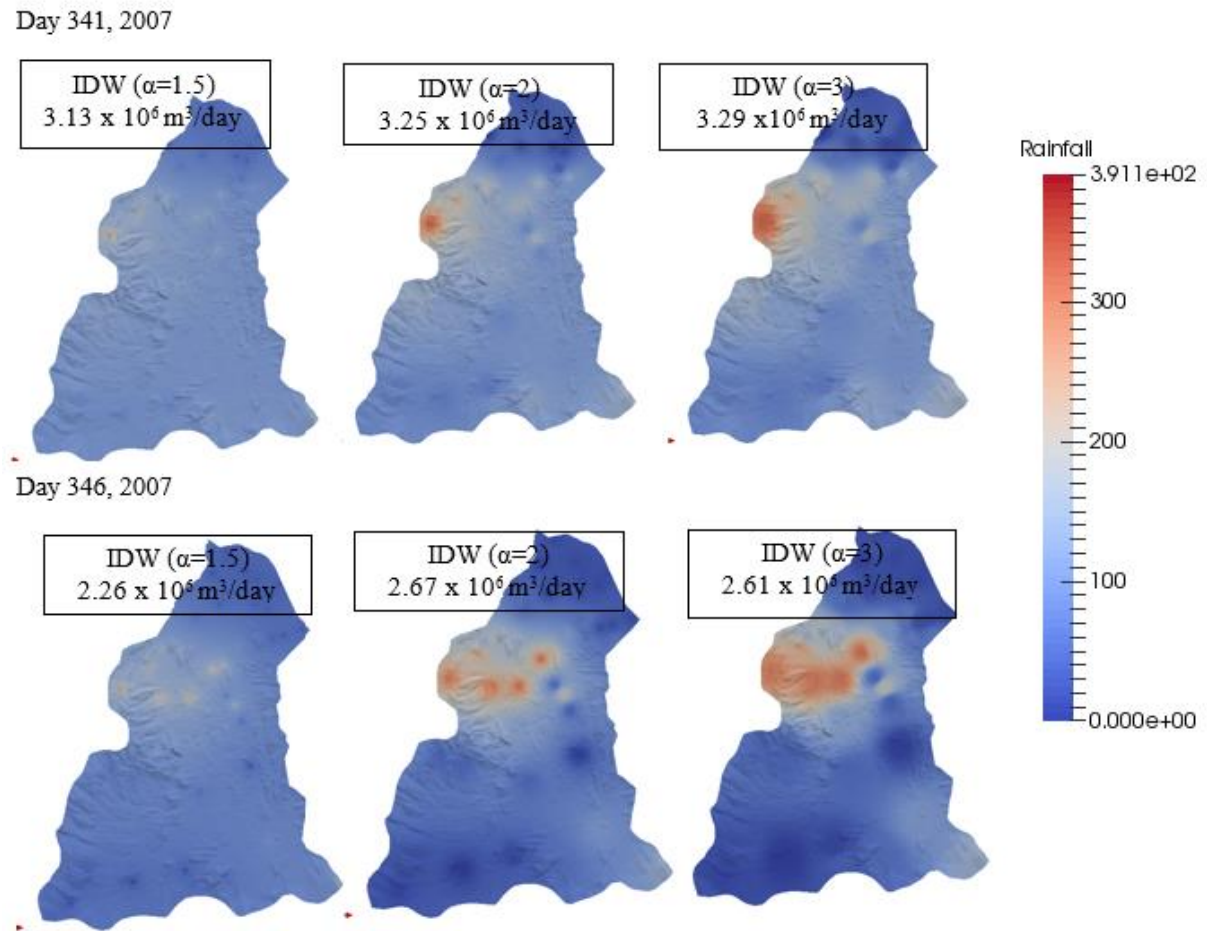 Day 341, 2007
IDW (α=1.5)
3.13 x 10⁶ m³/day
IDW (α=2)
3.25 x 10⁶ m³/day
IDW (α=3)
3.29 x10⁶ m³/day
Rainfall
3.911e+02
300
200
100
0.000e+00
Day 346, 2007
IDW (α=1.5)
2.26 x 10⁶ m³/day
IDW (α=2)
2.67 x 10⁶ m³/day
IDW (α=3)
2.61 x 10⁶ m³/day